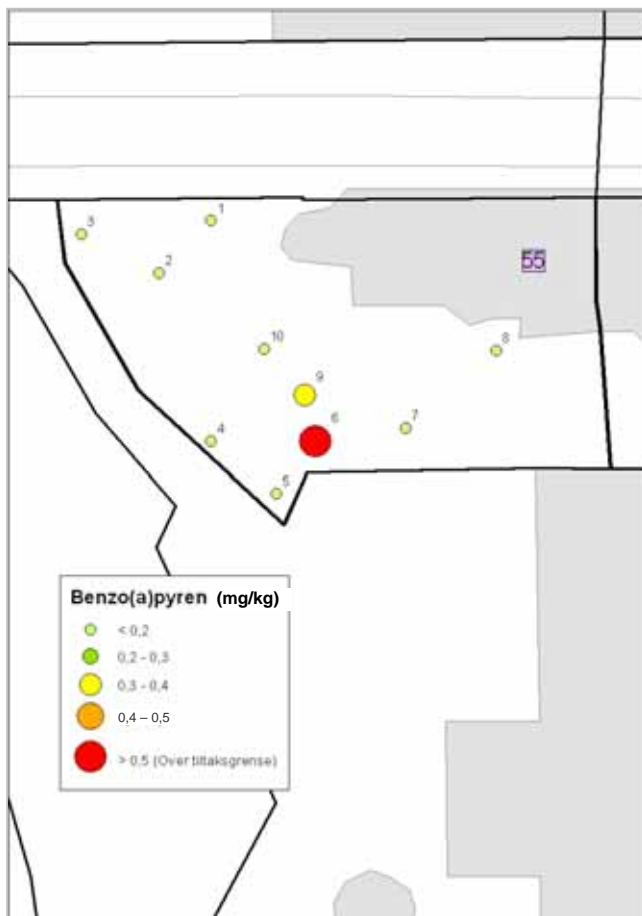 1
3
2
55
10
8
9
6
7
4
5
Benzo(a)pyren (mg/kg)
< 0,2
0,2 - 0,3
0,3 - 0,4
0,4 – 0,5
> 0,5 (Over tiltaksgrense)